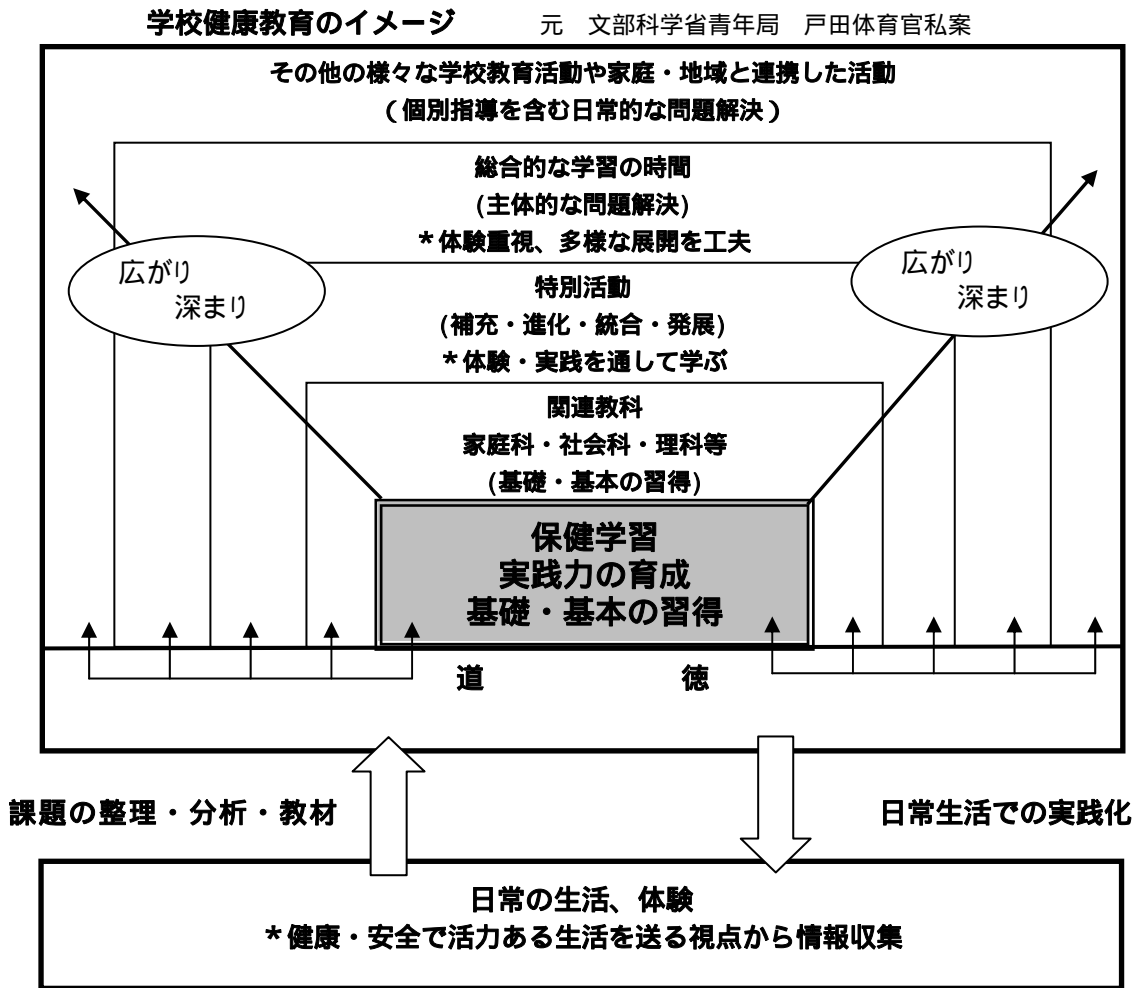 学校健康教育のイメージ 元 文部科学省青年局 戸田体育官私案
その他の様々な学校教育活動や家庭・地域と連携した活動
(個別指導を含む日常的な問題解決)
総合的な学習の時間
(主体的な問題解決)
*体験重視、多様な展開を工夫
広がり
深まり
広がり
深まり
特別活動
(補充・進化・統合・発展)
*体験・実践を通して学ぶ
関連教科
家庭科・社会科・理科等
(基礎・基本の習得)
保健学習
実践力の育成
基礎・基本の習得
道 徳
課題の整理・分析・教材
日常生活での実践化
日常の生活、体験
*健康・安全で活力ある生活を送る視点から情報収集